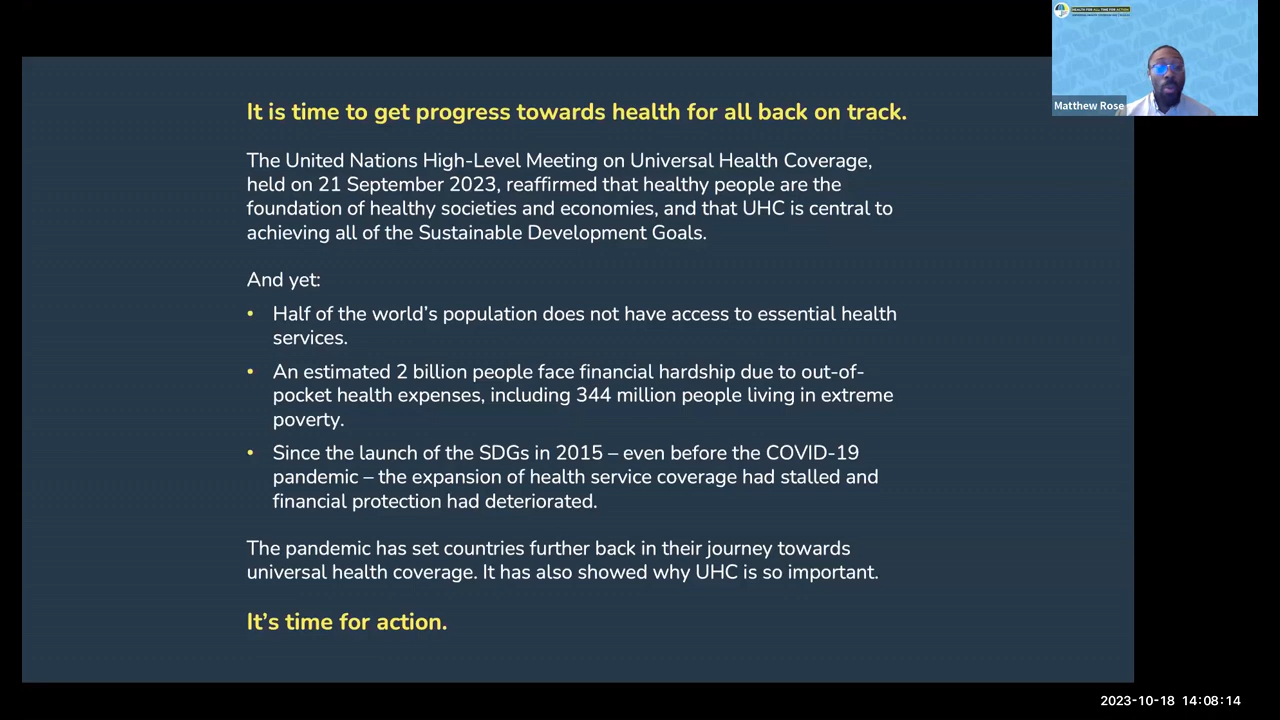 HEALTH FOR ALL: TIME FOR ACTION
Matthew Rose
It is time to get progress towards health for all back on track.
The United Nations High-Level Meeting on Universal Health Coverage,
held on 21 September 2023, reaffirmed that healthy people are the
foundation of healthy societies and economies, and that UHC is central to
achieving all of the Sustainable Development Goals.
And yet:
• Half of the world’s population does not have access to essential health
services.
• An estimated 2 billion people face financial hardship due to out-of-
pocket health expenses, including 344 million people living in extreme
poverty.
• Since the launch of the SDGs in 2015 – even before the COVID-19
pandemic – the expansion of health service coverage had stalled and
financial protection had deteriorated.
The pandemic has set countries further back in their journey towards
universal health coverage. It has also showed why UHC is so important.
It’s time for action.
2023-10-18 14:08:14